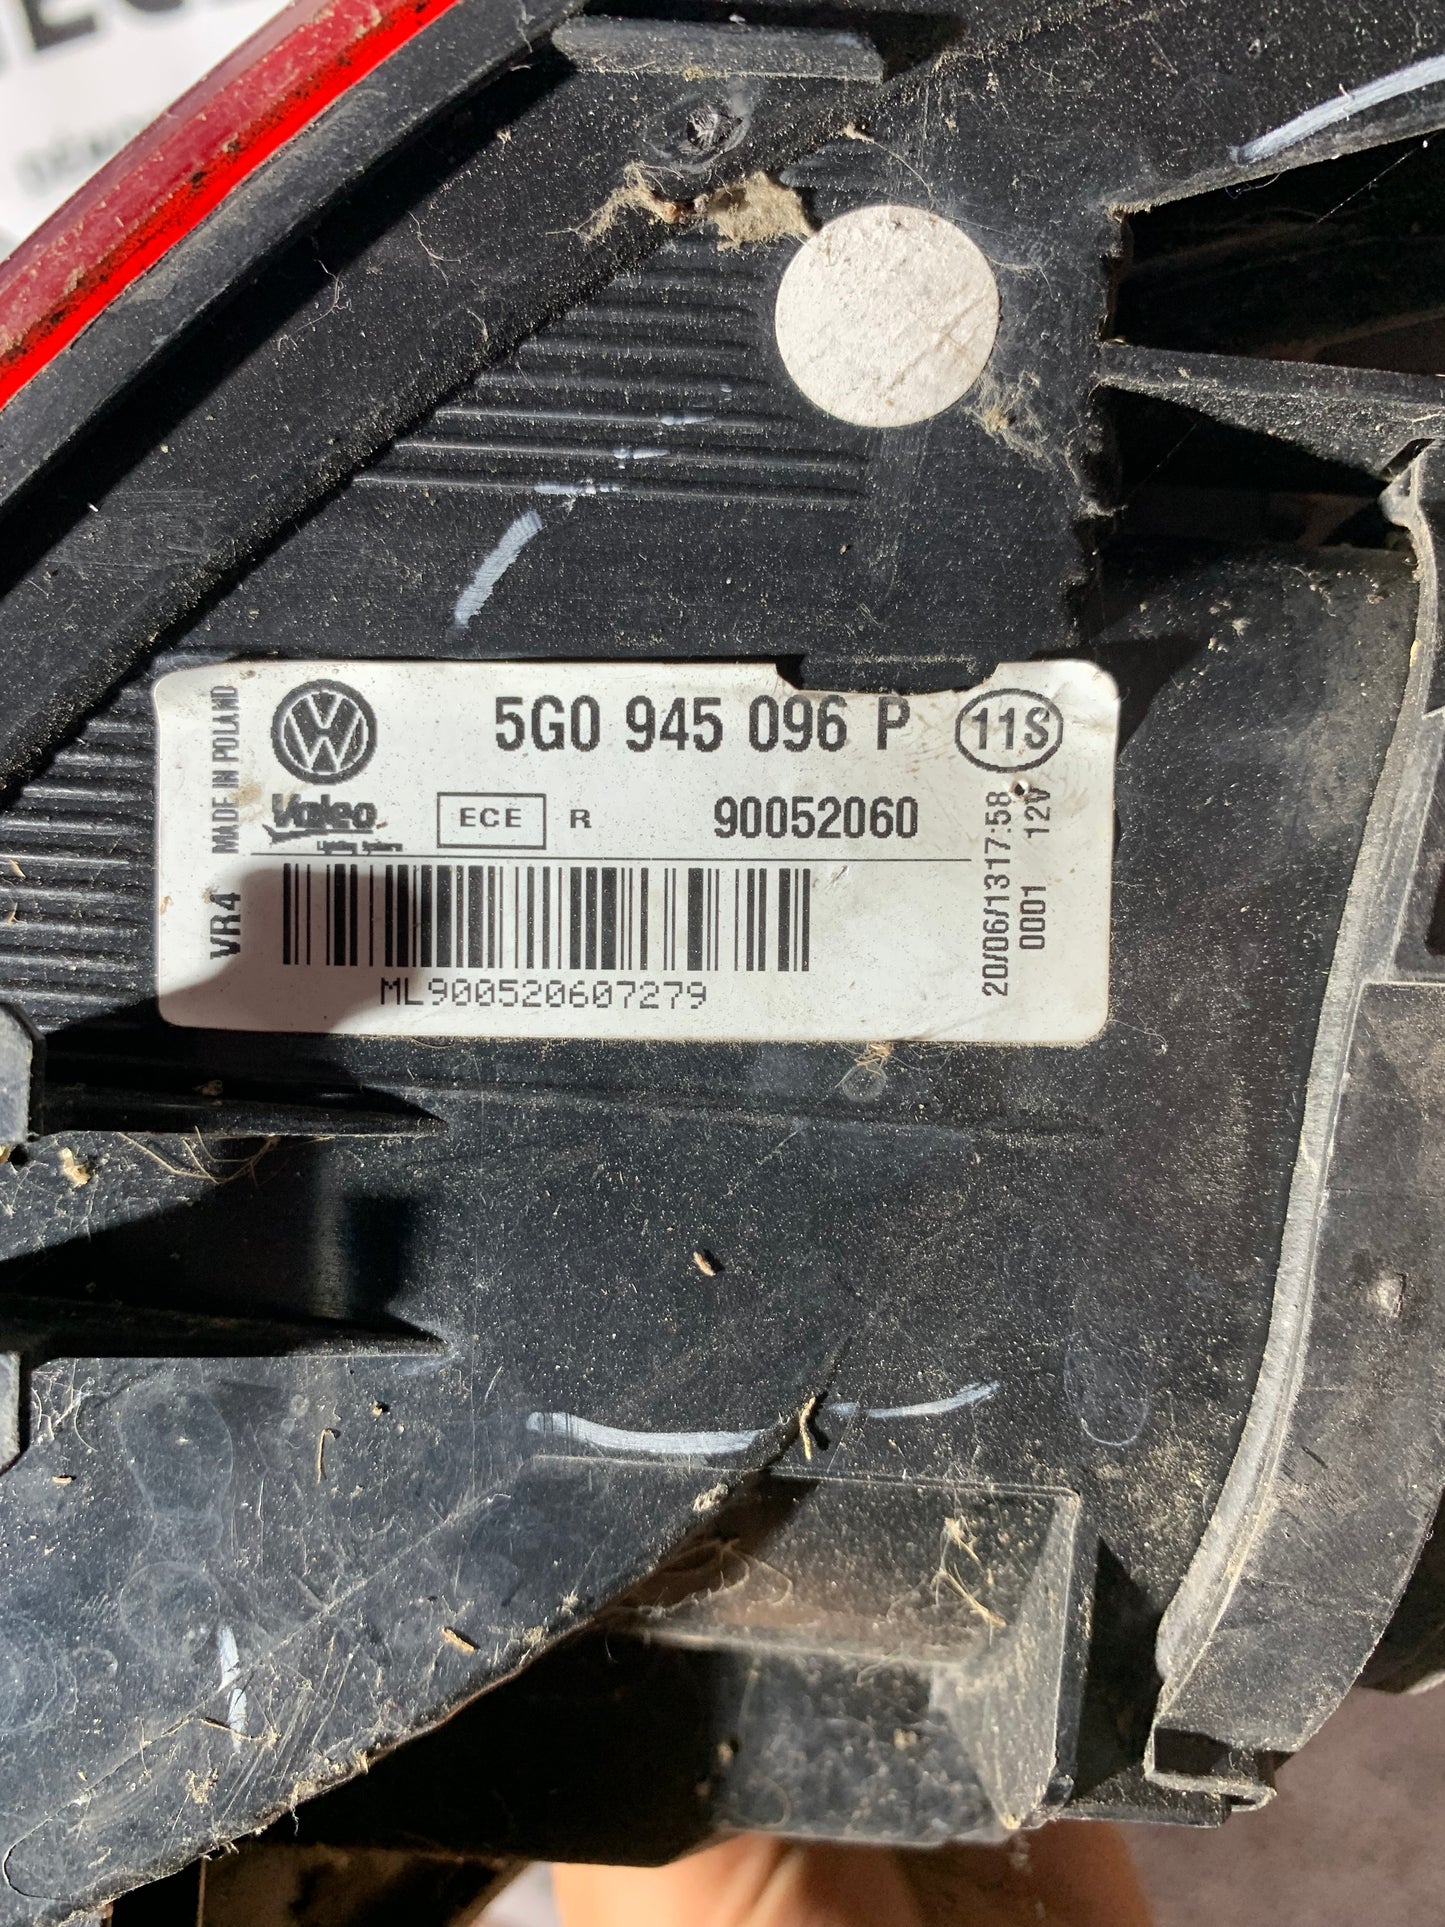 5G0 945 096 P
11S
MADE IN POLAND
Valeo
ECE R 90052060
VR4
20/06/13 17:58
0001 12V
ML900520607279